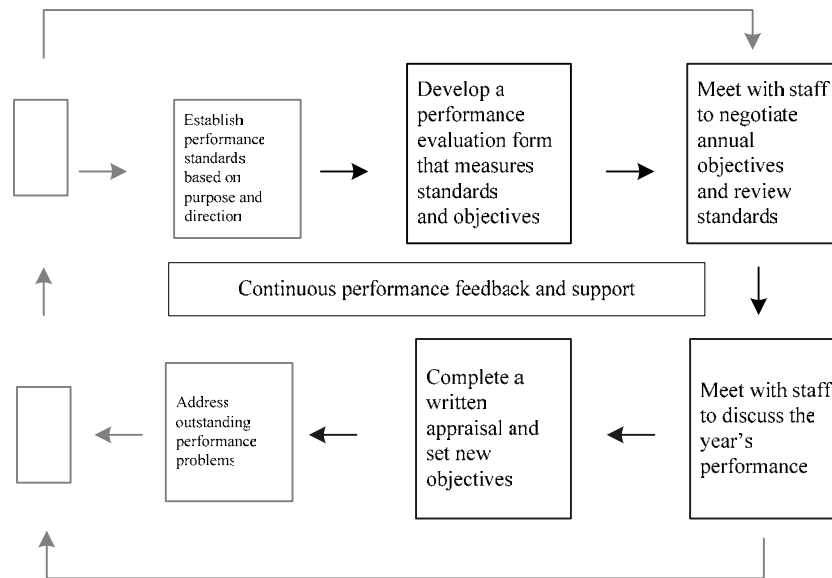 Establish
performance
standards
based on
purpose and
direction
Develop a
performance
evaluation form
that measures
standards
and objectives
Meet with staff
to negotiate
annual
objectives
and review
standards
Continuous performance feedback and support
Address
outstanding
performance
problems
Complete a
written
appraisal and
set new
objectives
Meet with staff
to discuss the
year's
performance